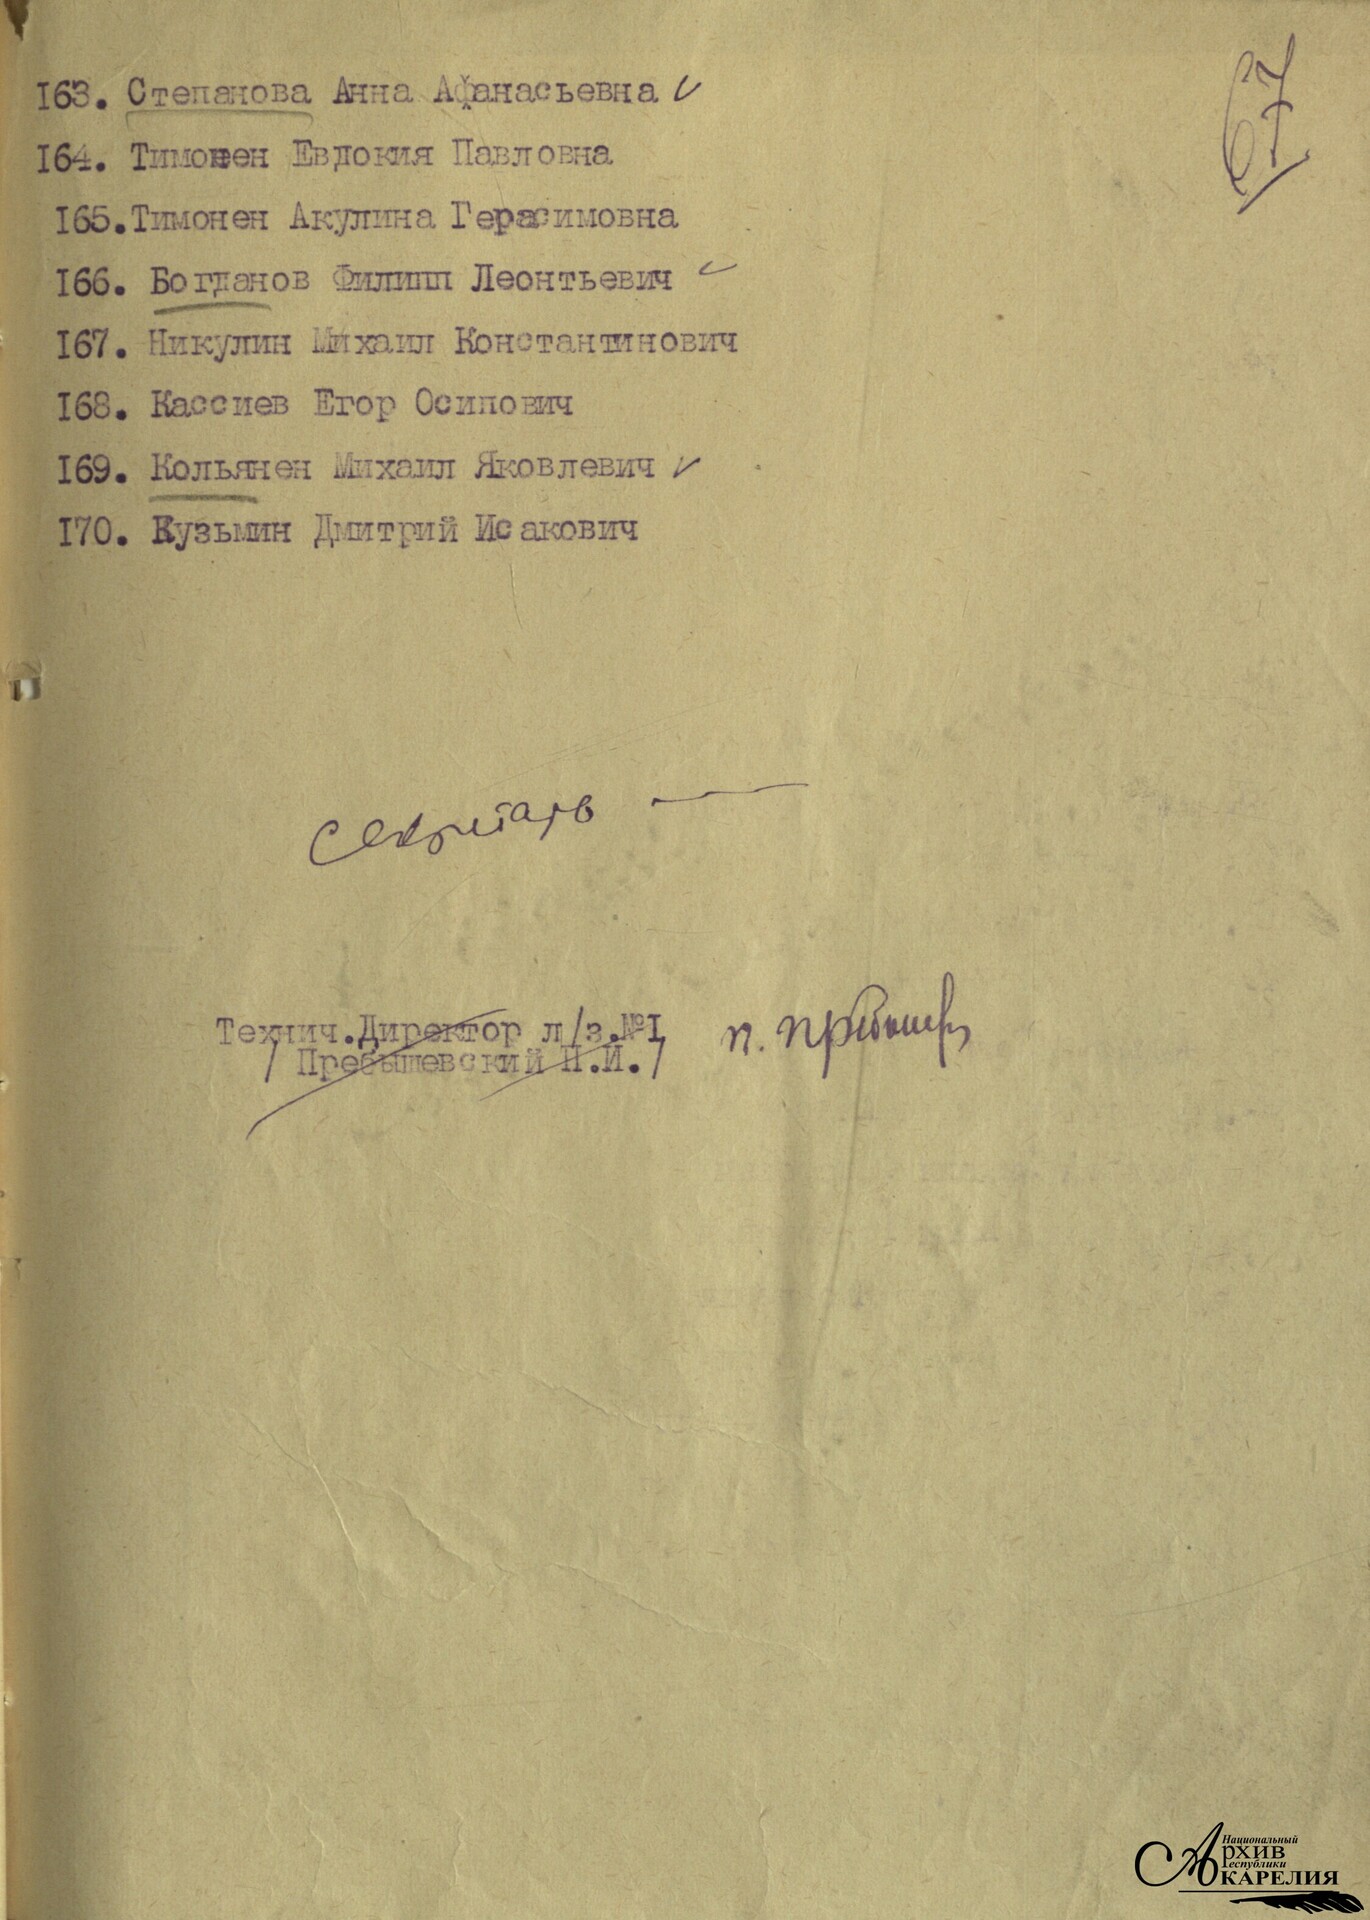 67
163. Степанова Анна Афанасьевна
164. Тимонен Евдокия Павловна
165. Тимонен Акулина Герасимовна
166. Богданов Филипп Леонтьевич
167. Никулин Михаил Константинович
168. Кассиев Егор Осипович
169. Кольянен Михаил Яковлевич
170. Кузьмин Дмитрий Исакович
Секретарь —
Технич. Директор л/з.№1
/ Пребышевский П.И. /
Национальный
Архив
Республики
Карелия